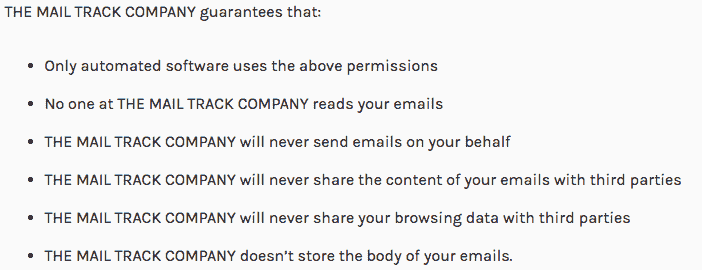 THE MAIL TRACK COMPANY guarantees that:
• Only automated software uses the above permissions
• No one at THE MAIL TRACK COMPANY reads your emails
• THE MAIL TRACK COMPANY will never send emails on your behalf
• THE MAIL TRACK COMPANY will never share the content of your emails with third parties
• THE MAIL TRACK COMPANY will never share your browsing data with third parties
• THE MAIL TRACK COMPANY doesn’t store the body of your emails.